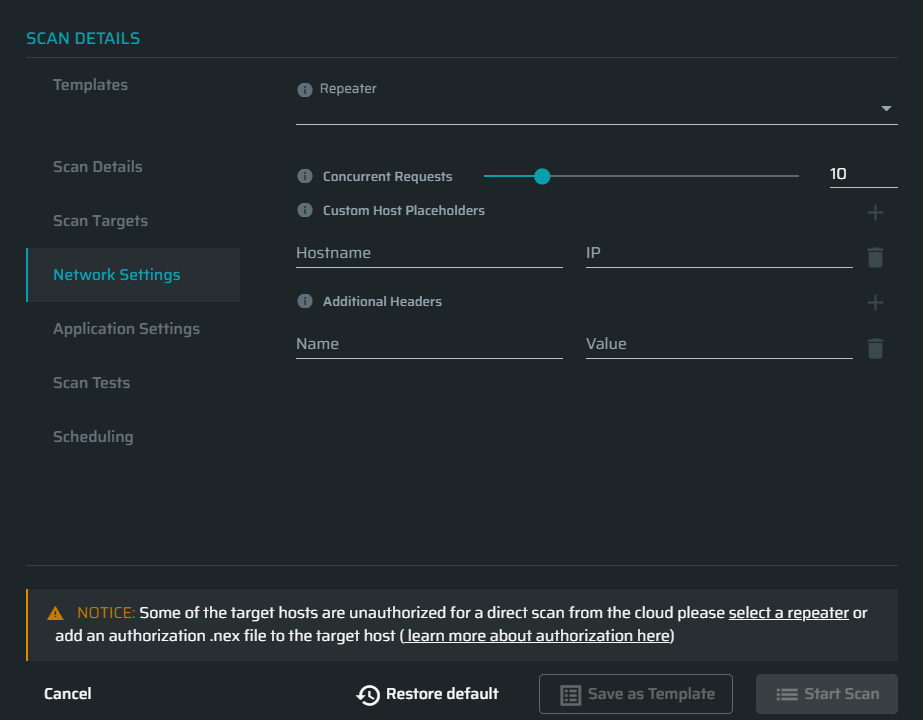 SCAN DETAILS
Templates
Repeater
Scan Details
Concurrent Requests
10
Custom Host Placeholders
Scan Targets
Hostname
IP
Network Settings
Additional Headers
Application Settings
Name
Value
Scan Tests
Scheduling
NOTICE: Some of the target hosts are unauthorized for a direct scan from the cloud please select a repeater or
add an authorization .nex file to the target host ( learn more about authorization here)
Cancel
Restore default
Save as Template
Start Scan